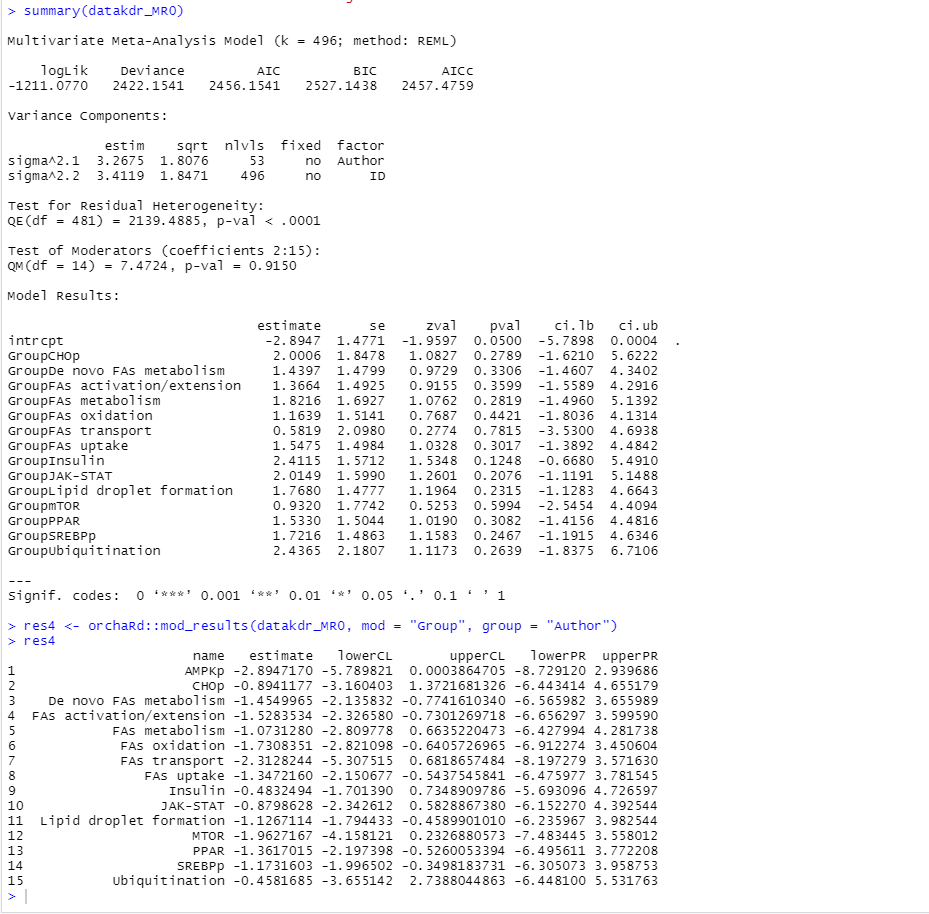 > summary(datakdr_MR0)
Multivariate Meta-Analysis Model (k = 496; method: REML)
logLik Deviance AIC BIC AICc
-1211.0770 2422.1541 2456.1541 2527.1438 2457.4759
Variance Components:
estim sqrt nlvls fixed factor
sigma^2.1 3.2675 1.8076 53 no Author
sigma^2.2 3.4119 1.8471 496 no ID
Test for Residual Heterogeneity:
QE(df = 481) = 2139.4885, p-val < .0001
Test of Moderators (coefficients 2:15):
QM(df = 14) = 7.4724, p-val = 0.9150
Model Results:
estimate se zval pval ci.lb ci.ub
intrcpt -2.8947 1.4771 -1.9597 0.0500 -5.7898 0.0004 .
GroupCHOp 2.0006 1.8478 1.0827 0.2789 -1.6210 5.6222
GroupDe novo FAs metabolism 1.4397 1.4799 0.9729 0.3306 -1.4607 4.3402
GroupFAs activation/extension 1.3664 1.4925 0.9155 0.3599 -1.5589 4.2916
GroupFAs metabolism 1.8216 1.6927 1.0762 0.2819 -1.4960 5.1392
GroupFAs oxidation 1.1639 1.5141 0.7687 0.4421 -1.8036 4.1314
GroupFAs transport 0.5819 2.0980 0.2774 0.7815 -3.5300 4.6938
GroupFAs uptake 1.5475 1.4984 1.0328 0.3017 -1.3892 4.4842
GroupInsulin 2.4115 1.5712 1.5348 0.1248 -0.6680 5.4910
GroupJAK-STAT 2.0149 1.5990 1.2601 0.2076 -1.1191 5.1488
GroupLipid droplet formation 1.7680 1.4777 1.1964 0.2315 -1.1283 4.6643
GroupmTOR 0.9320 1.7742 0.5253 0.5994 -2.5454 4.4094
GroupPPAR 1.5330 1.5044 1.0190 0.3082 -1.4156 4.4816
GroupSREBPp 1.7216 1.4863 1.1583 0.2467 -1.1915 4.6346
GroupUbiquitination 2.4365 2.1807 1.1173 0.2639 -1.8375 6.7106
---
Signif. codes: 0 ‘***’ 0.001 ‘**’ 0.01 ‘*’ 0.05 ‘.’ 0.1 ‘ ’ 1
> res4 <- orchaRd::mod_results(datakdr_MR0, mod = "Group", group = "Author")
> res4
name estimate lowerCL upperCL lowerPR upperPR
1 AMPKp -2.8947170 -5.789821 0.0003864705 -8.729120 2.939686
2 CHOp -0.8941177 -3.160403 1.3721681326 -6.443414 4.655179
3 De novo FAs metabolism -1.4549965 -2.135832 -0.7741610340 -6.565982 3.655989
4 FAs activation/extension -1.5283534 -2.326580 -0.7301269718 -6.656297 3.599590
5 FAs metabolism -1.0731280 -2.809778 0.6635220473 -6.427994 4.281738
6 FAs oxidation -1.7308351 -2.821098 -0.6405726965 -6.912274 3.450604
7 FAs transport -2.3128244 -5.307515 0.6818657484 -8.197279 3.571630
8 FAs uptake -1.3472160 -2.150677 -0.5437545841 -6.475977 3.781545
9 Insulin -0.4832494 -1.701390 0.7348909786 -5.693096 4.726597
10 JAK-STAT -0.8798628 -2.342612 0.5828867380 -6.152270 4.392544
11 Lipid droplet formation -1.1267114 -1.794433 -0.4589901010 -6.235967 3.982544
12 MTOR -1.9627167 -4.158121 0.2326880573 -7.483445 3.558012
13 PPAR -1.3617015 -2.197398 -0.5260053394 -6.495611 3.772208
14 SREBPp -1.1731603 -1.996502 -0.3498183731 -6.305073 3.958753
15 Ubiquitination -0.4581685 -3.655142 2.7388044863 -6.448100 5.531763
>